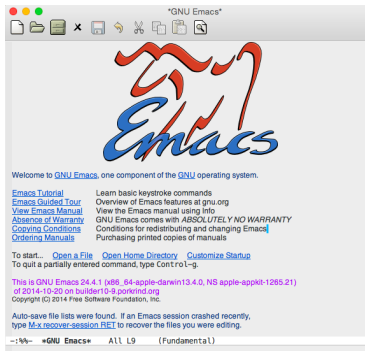 *GNU Emacs*
Emacs
Welcome to GNU Emacs, one component of the GNU operating system.
Emacs Tutorial Learn basic keystroke commands
Emacs Guided Tour Overview of Emacs features at gnu.org
View Emacs Manual View the Emacs manual using Info
Absence of Warranty GNU Emacs comes with ABSOLUTELY NO WARRANTY
Copying Conditions Conditions for redistributing and changing Emacs
Ordering Manuals Purchasing printed copies of manuals
To start... Open a File Open Home Directory Customize Startup
To quit a partially entered command, type Control-g.
This is GNU Emacs 24.4.1 (x86_64-apple-darwin13.4.0, NS apple-appkit-1265.21)
of 2014-10-20 on builder10-9.porkrind.org
Copyright (C) 2014 Free Software Foundation, Inc.
Auto-save file lists were found. If an Emacs session crashed recently,
type M-x recover-session RET to recover the files you were editing.
-:%%- *GNU Emacs* All L9 (Fundamental)